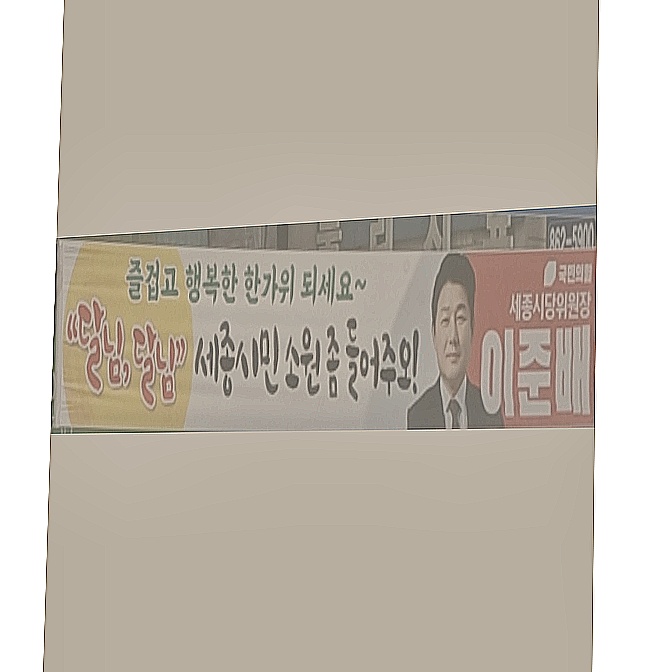 862-5900
즐겁고 행복한 한가위 되세요~
"달님, 달님" 세종시민 소원 좀 들어주오!
국민의힘
세종시당위원장
이준배